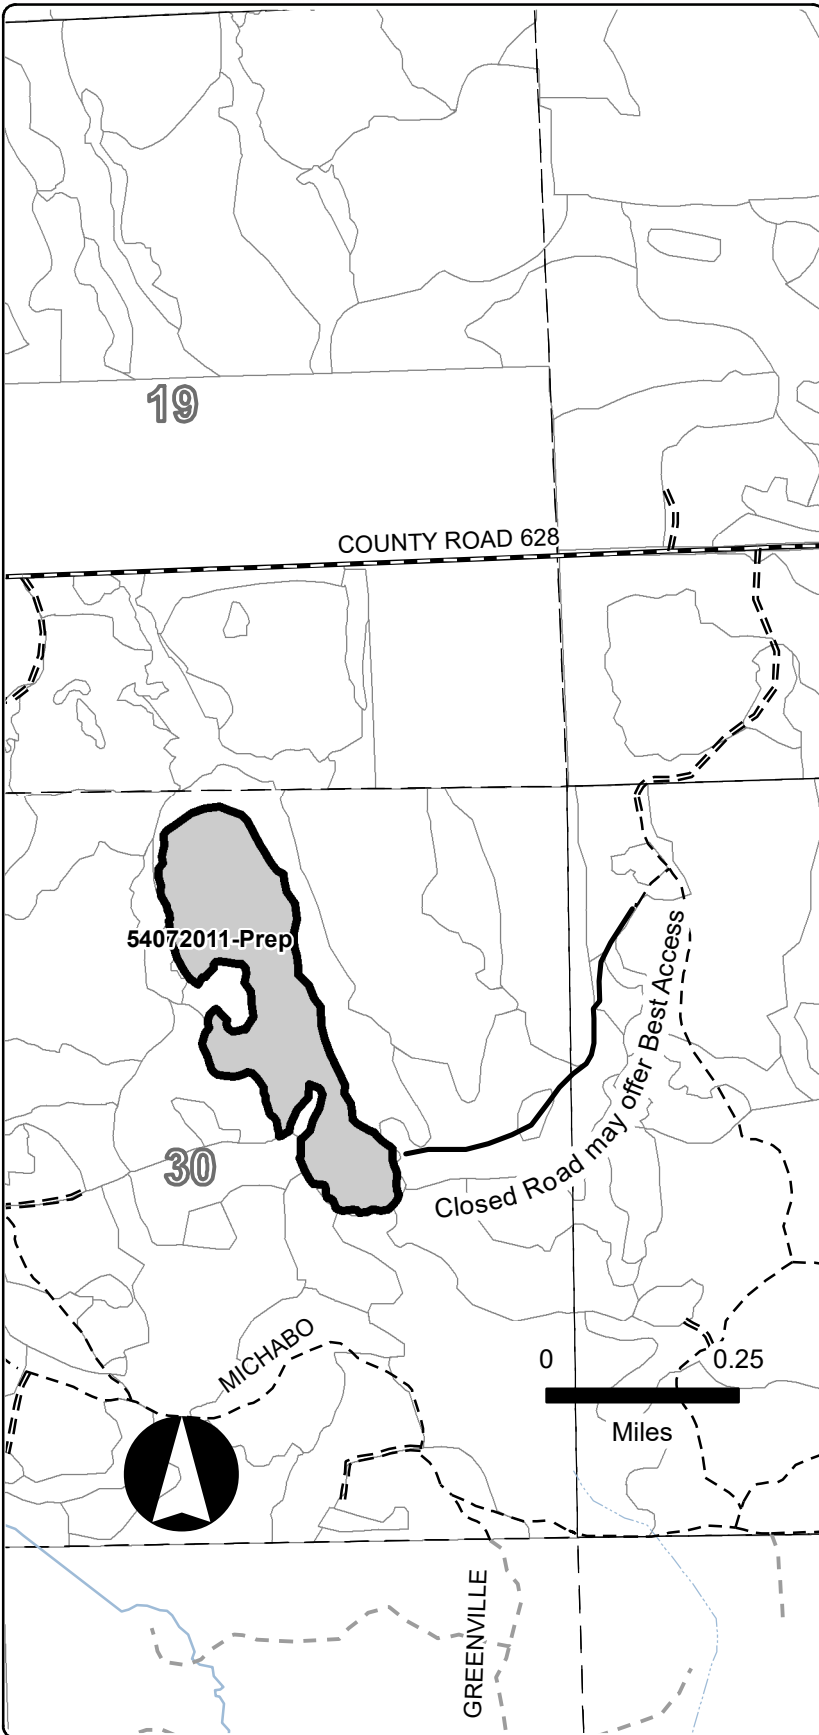 19
COUNTY ROAD 628
54072011-Prep
Closed Road may offer Best Access
30
MICHABO
0 0.25
Miles
GREENVILLE